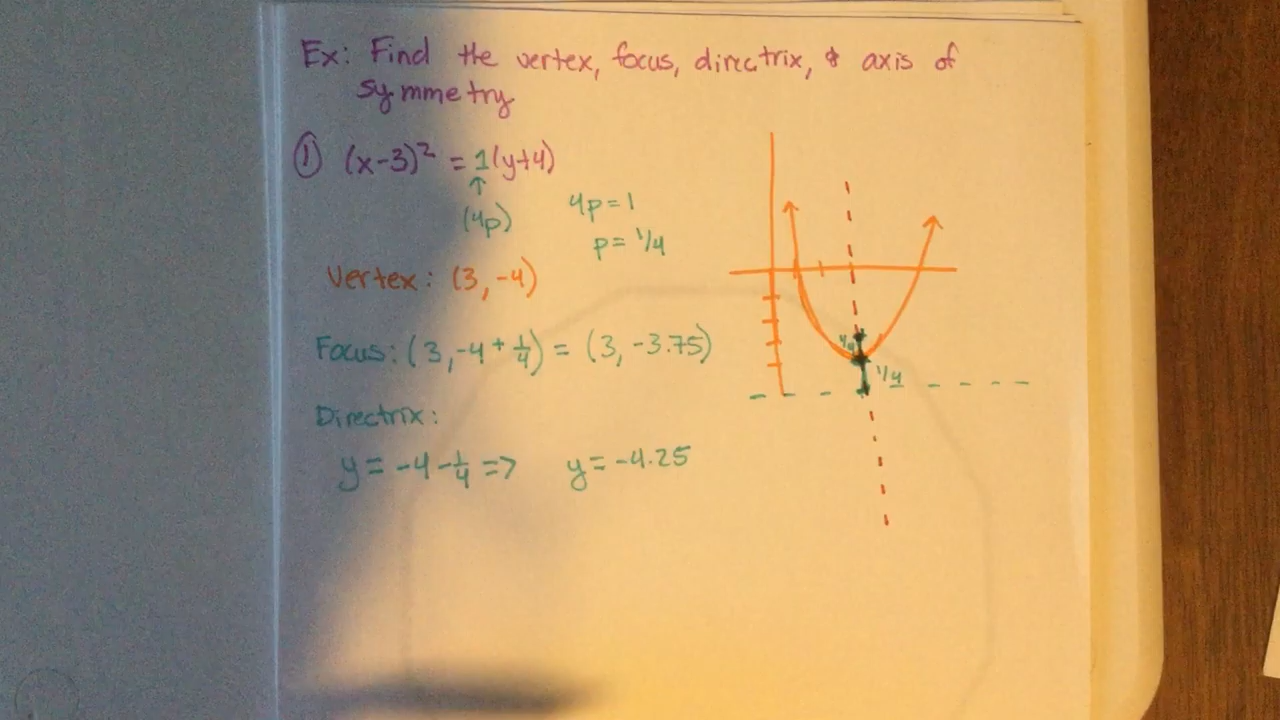 Ex: Find the vertex, focus, directrix, & axis of
symmetry
① (x-3)² = 1(y+4)
↑
(4p)
4p=1
p= 1/4
Vertex: (3, -4)
Focus: (3, -4 + 1/4) = (3, -3.75)
Directrix:
y = -4 - 1/4 => y = -4.25
1/4
1/4